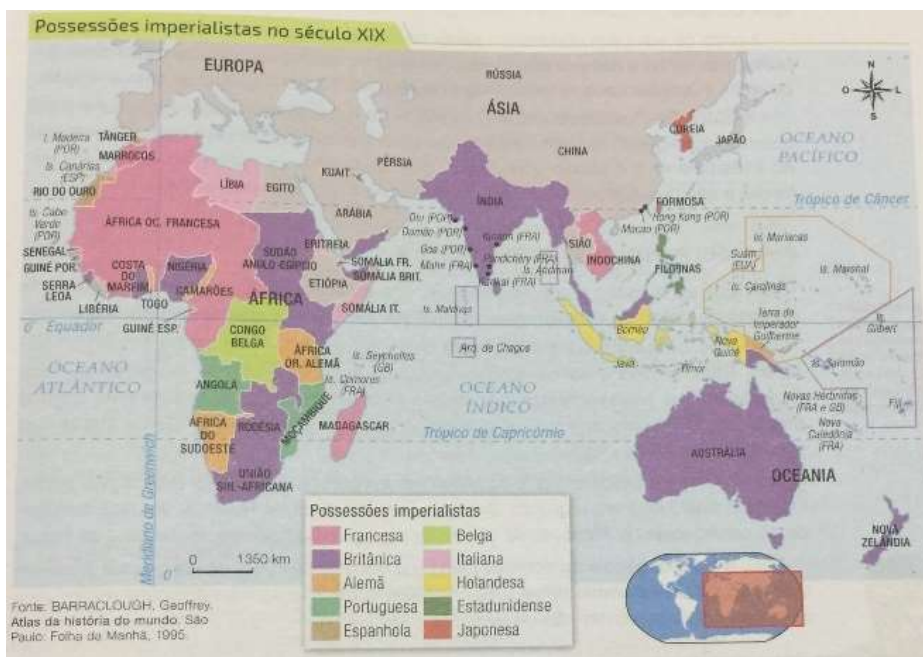 Possessões imperialistas no século XIX
EUROPA
RÚSSIA
ÁSIA
N
O
L
S
I. Madeira
(POR)
TÂNGER
MARROCOS
Is. Canárias
(ESP)
RIO DO OURO
LÍBIA
EGITO
KUAIT
PÉRSIA
ARÁBIA
CHINA
COREIA
JAPÃO
OCEANO
PACÍFICO
Trópico de Câncer
Is. Cabo
Verde
(POR)
ÁFRICA OC. FRANCESA
SENEGAL
GUINÉ POR.
SERRA
LEOA
LIBÉRIA
COSTA
DO
MARFIM
TOGO
NIGÉRIA
CAMARÕES
GUINÉ ESP.
SUDÃO
ANGLO-EGÍPCIO
ERITREIA
SOMÁLIA FR.
SOMÁLIA BRIT.
ETIÓPIA
SOMÁLIA IT.
ÁFRICA
ÍNDIA
Diu (POR)
Damão (POR)
Goa (POR)
Mahe (FRA)
(FRA)
(FRA)
(FRA)
Is. Maldivas
Arq. de Chagos
SIÃO
INDOCHINA
FORMOSA
Hong Kong (POR)
Macau (POR)
FILIPINAS
Is. Marianas
(EUA)
Is. Carolinas
Is. Marshal
Is. Gilbert
Terra do
Imperador
Guilherme
Nova
Guiné
Is. Salomão
Bornéo
Java
Timor
Novas Hébridas
(FRA e GB)
Fiji
Nova
Caledônia
(FRA)
0° Equador
CONGO
BELGA
ÁFRICA
OR. ALEMÃ
Is. Seychelles
(GB)
Is. Comores
(FRA)
OCEANO
ATLÂNTICO
ANGOLA
MOÇAMBIQUE
MADAGASCAR
OCEANO
ÍNDICO
Trópico de Capricórnio
ÁFRICA
DO
SUDOESTE
RODÉSIA
UNIÃO
SUL-AFRICANA
AUSTRÁLIA
OCEANIA
NOVA
ZELÂNDIA
Meridiano de Greenwich
0°
0 1350 km
Possessões imperialistas
Francesa
Britânica
Alemã
Portuguesa
Espanhola
Belga
Italiana
Holandesa
Estadunidense
Japonesa
Fonte: BARRACLOUGH, Geoffrey.
Atlas da história do mundo. São
Paulo: Folha da Manhã, 1995.